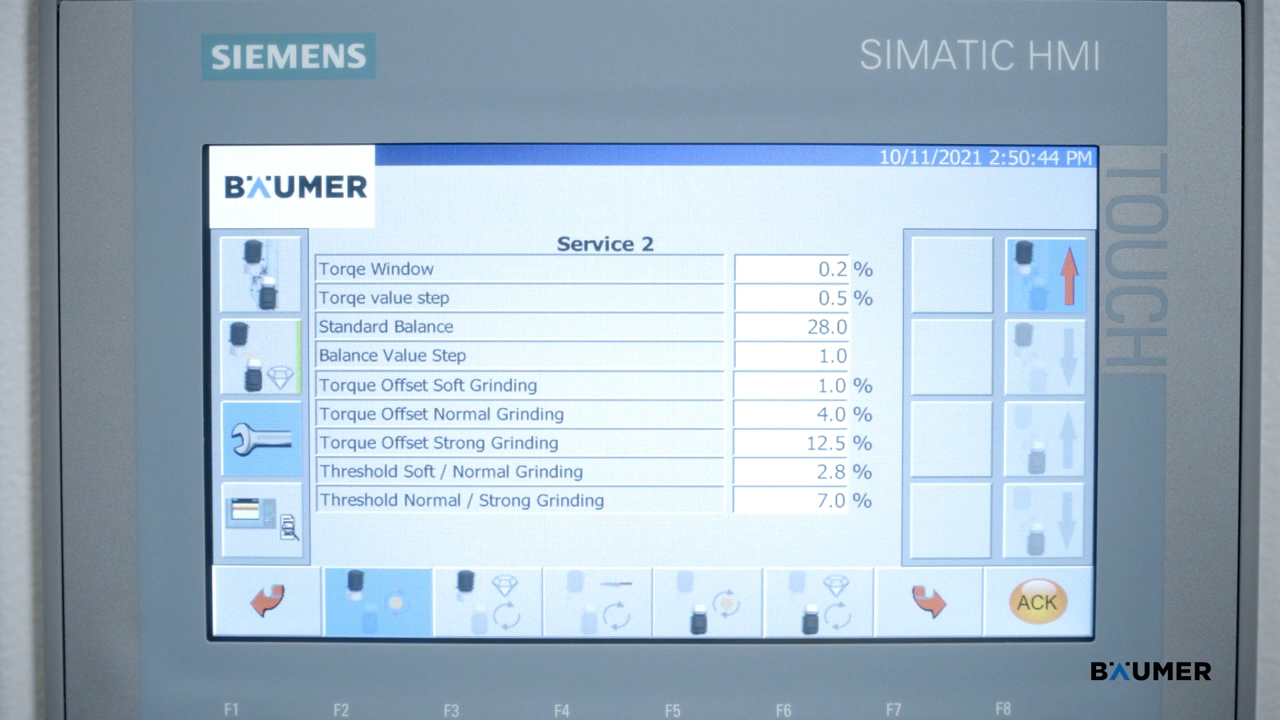 SIEMENS
SIMATIC HMI
TOUCH
10/11/2021 2:50:44 PM
BÄUMER
Service 2
Torqe Window 0.2 %
Torqe value step 0.5 %
Standard Balance 28.0
Balance Value Step 1.0
Torque Offset Soft Grinding 1.0 %
Torque Offset Normal Grinding 4.0 %
Torque Offset Strong Grinding 12.5 %
Threshold Soft / Normal Grinding 2.8 %
Threshold Normal / Strong Grinding 7.0 %
ACK
BÄUMER
F1 F2 F3 F4 F5 F6 F7 F8